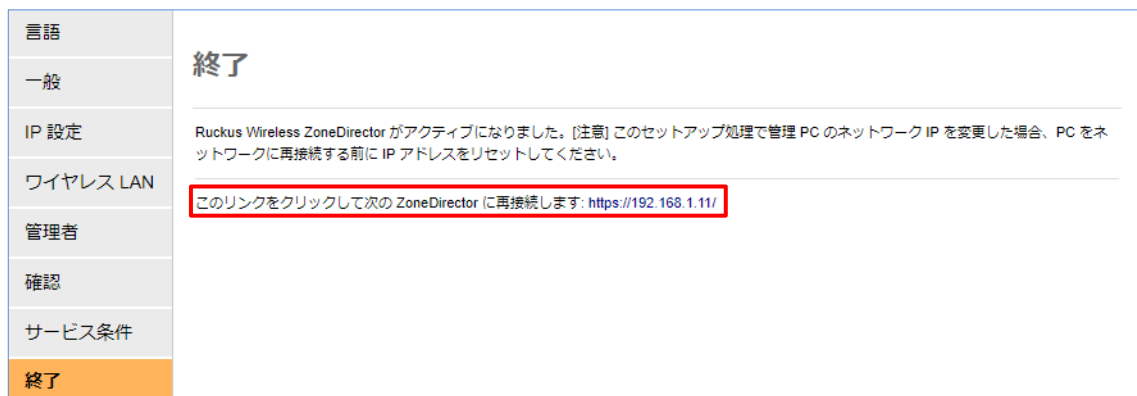 言語
一般
IP 設定
ワイヤレス LAN
管理者
確認
サービス条件
終了
終了
Ruckus Wireless ZoneDirector がアクティブになりました。[注意] このセットアップ処理で管理 PC のネットワーク IP を変更した場合、PC をネ
ットワークに再接続する前に IP アドレスをリセットしてください。
このリンクをクリックして次の ZoneDirector に再接続します: https://192.168.1.11/